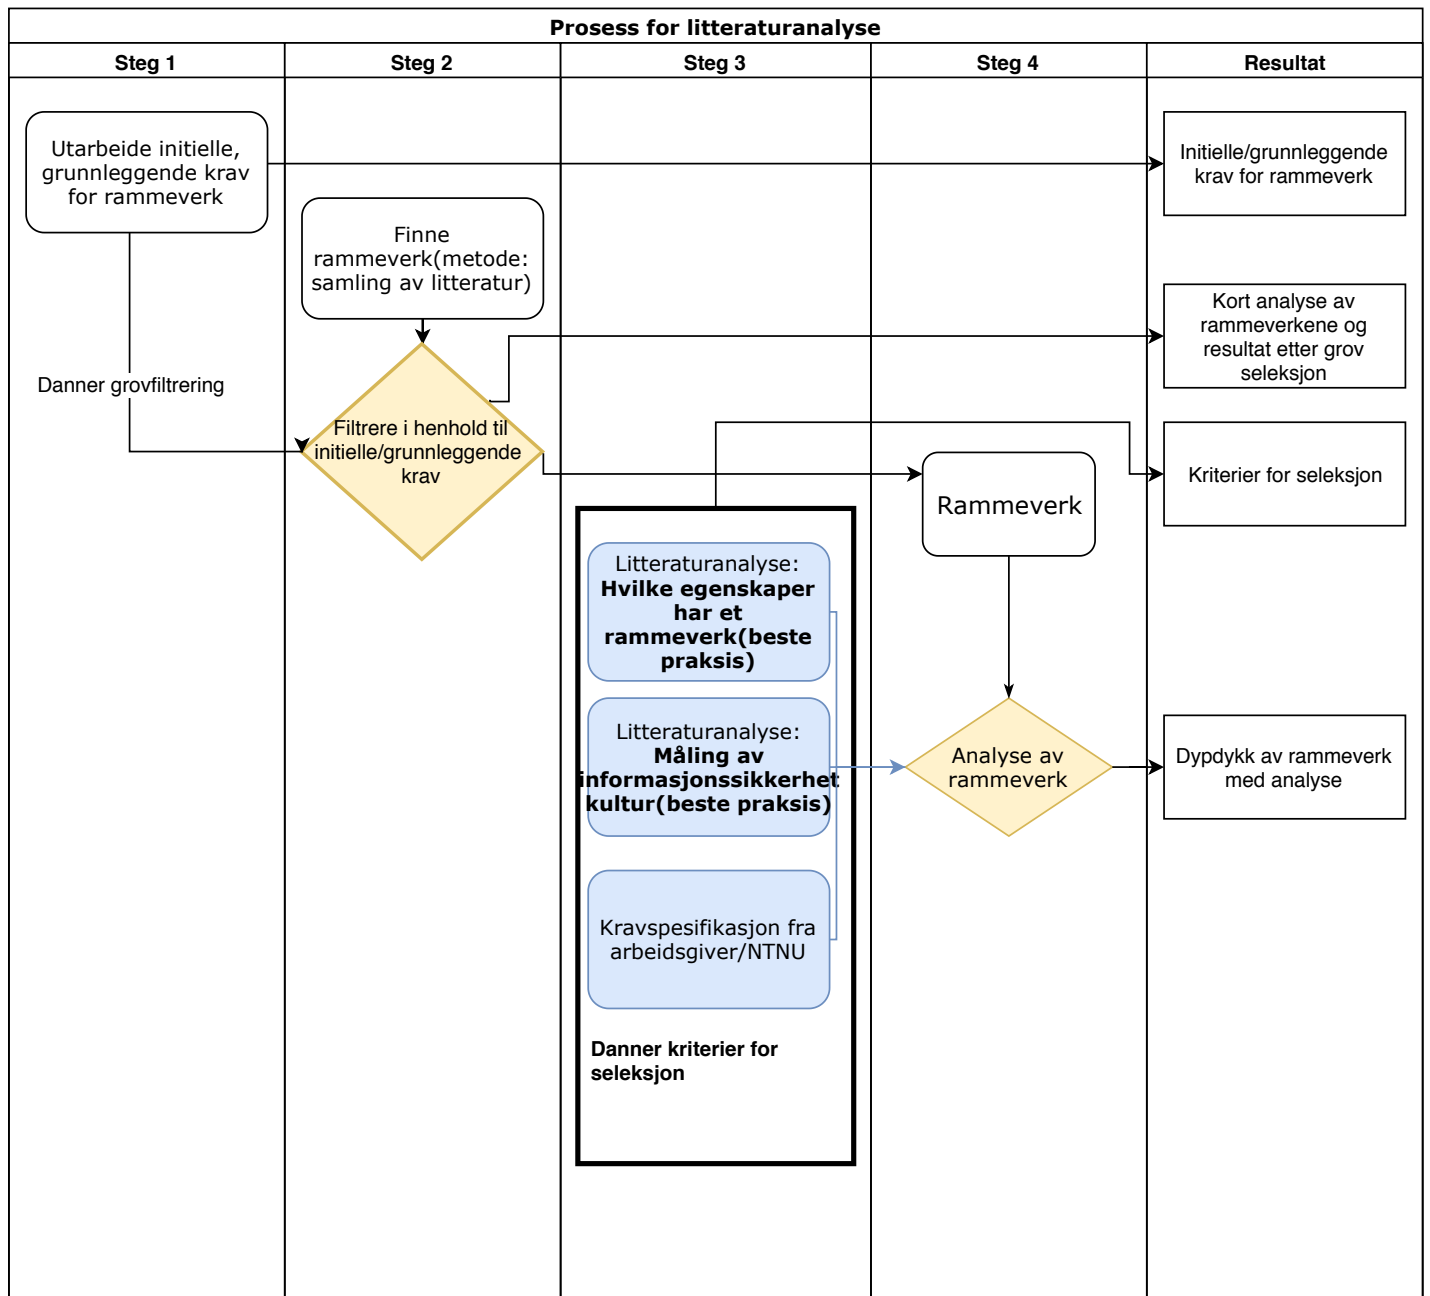 Prosess for litteraturanalyse
Steg 1
Steg 2
Steg 3
Steg 4
Resultat
Utarbeide initielle,
grunnleggende krav
for rammeverk
Initielle/grunnleggende
krav for rammeverk
Finne
rammeverk(metode:
samling av litteratur)
Kort analyse av
rammeverkene og
resultat etter grov
seleksjon
Danner grovfiltrering
Filtrere i henhold til
initielle/grunnleggende
krav
Kriterier for seleksjon
Rammeverk
Litteraturanalyse:
Hvilke egenskaper
har et
rammeverk(beste
praksis)
Litteraturanalyse:
Måling av
informasjonssikkerhet
kultur(beste praksis)
Analyse av
rammeverk
Dypdykk av rammeverk
med analyse
Kravspesifikasjon fra
arbeidsgiver/NTNU
Danner kriterier for
seleksjon